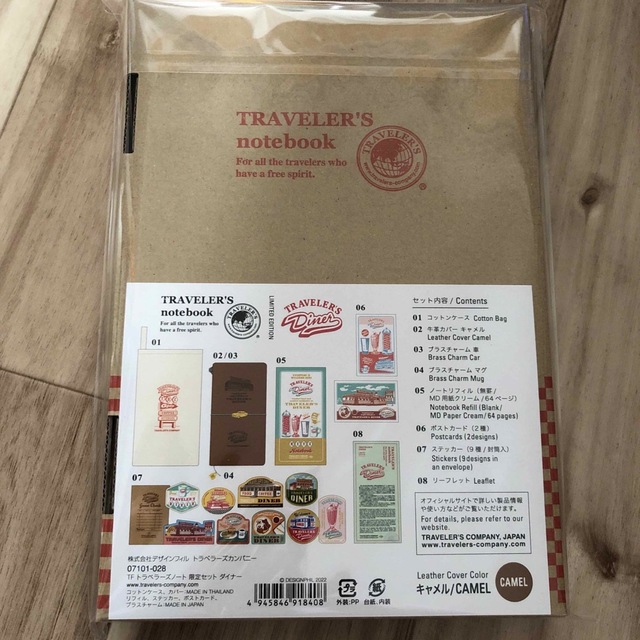 TRAVELER'S
notebook
For all the travelers who
have a free spirit.
TRAVELER'S
www.travelers-company.com
®
TRAVELER'S
notebook
For all the travelers who
have a free spirit.
LIMITED EDITION
TRAVELER'S
Diner
01
02 / 03
05
06
07
04
08
セット内容 / Contents
01 コットンケース Cotton Bag
02 牛革カバー キャメル
Leather Cover Camel
03 ブラスチャーム 車
Brass Charm Car
04 ブラスチャーム マグ
Brass Charm Mug
05 ノートリフィル（無罫/
MD用紙クリーム/64ページ）
Notebook Refill (Blank/
MD Paper Cream/64 pages)
06 ポストカード（2種）
Postcards (2designs)
07 ステッカー（9種/封筒入）
Stickers (9designs in
an envelope)
08 リーフレット Leaflet
オフィシャルサイトで詳しい製品情報
や使い方などがご覧いただけます。
For details, please refer to our
website.
TRAVELER'S COMPANY, JAPAN
www.travelers-company.com
Leather Cover Color
キャメル/CAMEL
CAMEL
株式会社デザインフィル トラベラーズカンパニー
07101-028
TF トラベラーズノート 限定セット ダイナー
www.travelers-company.com
コットンケース、カバー:MADE IN THAILAND
リフィル、ステッカー、ポストカード、
ブラスチャーム:MADE IN JAPAN
© DESIGNPHIL 2022
4 945846 918408
プラ
外装:PP
紙
台紙、内装